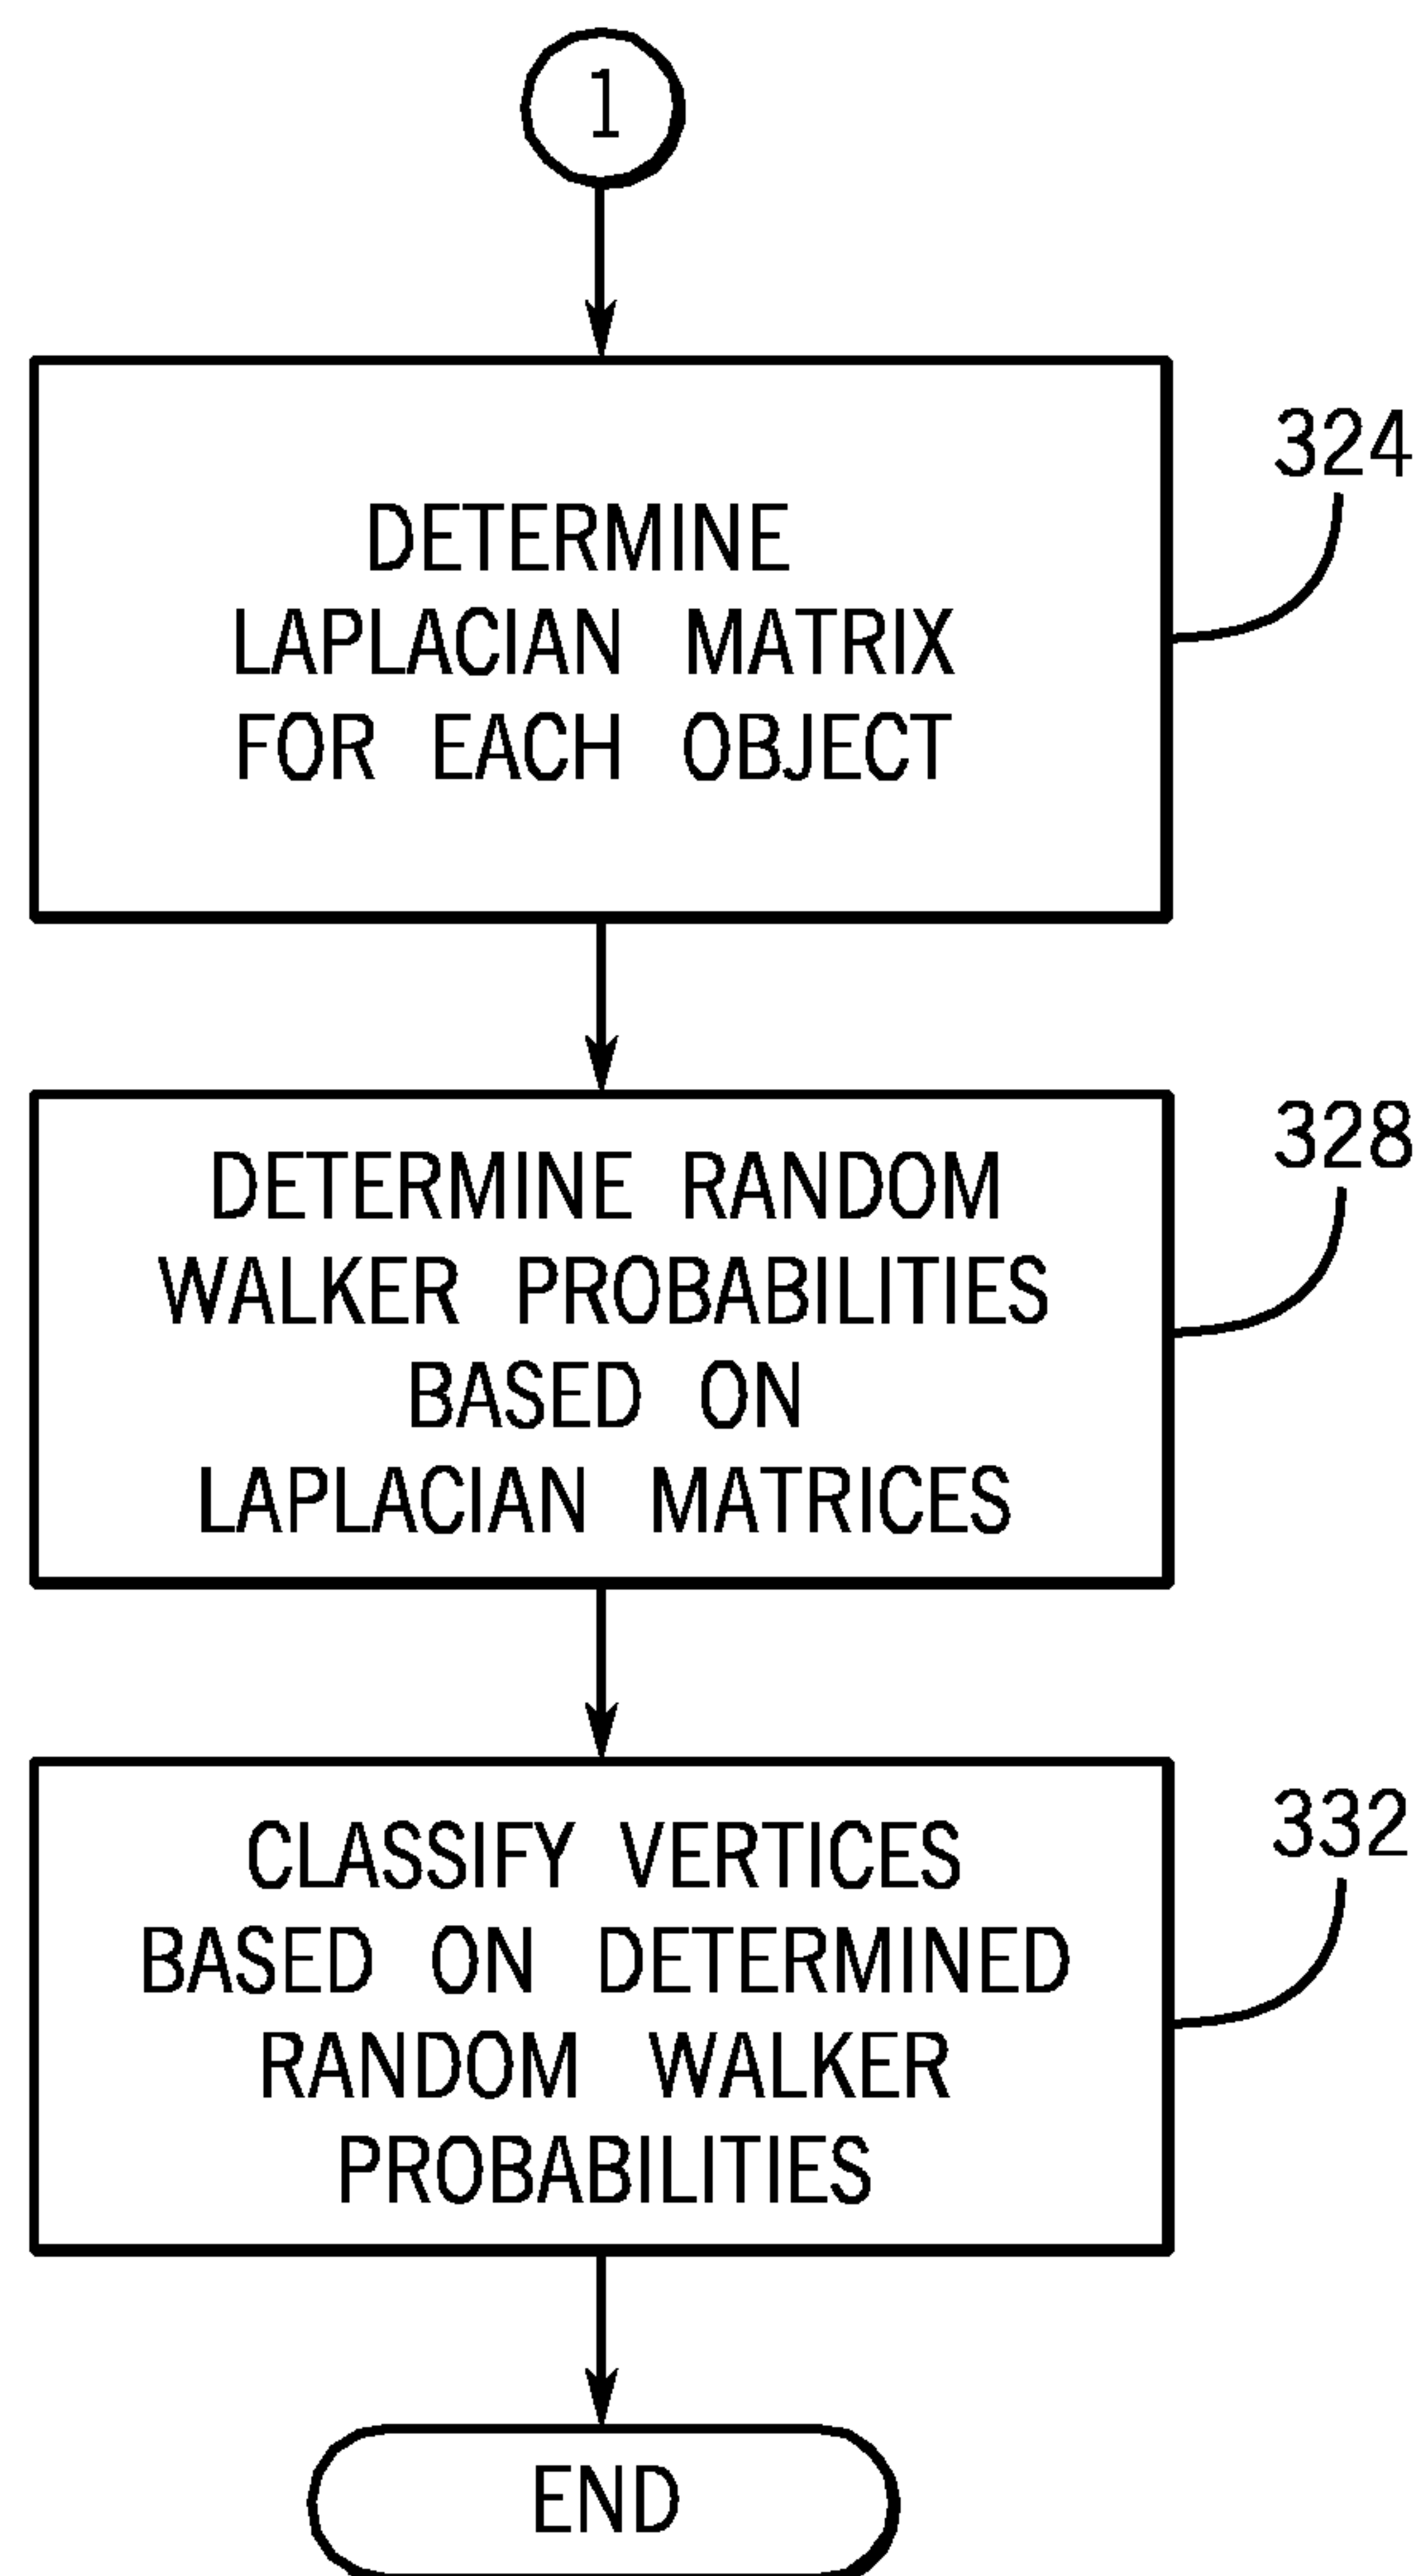 1
324
DETERMINE
LAPLACIAN MATRIX
FOR EACH OBJECT
328
DETERMINE RANDOM
WALKER PROBABILITIES
BASED ON
LAPLACIAN MATRICES
332
CLASSIFY VERTICES
BASED ON DETERMINED
RANDOM WALKER
PROBABILITIES
END